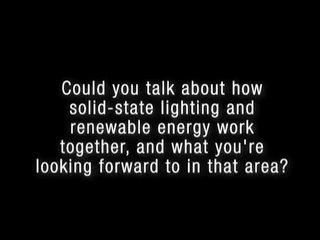 Could you talk about how
solid-state lighting and
renewable energy work
together, and what you're
looking forward to in that area?